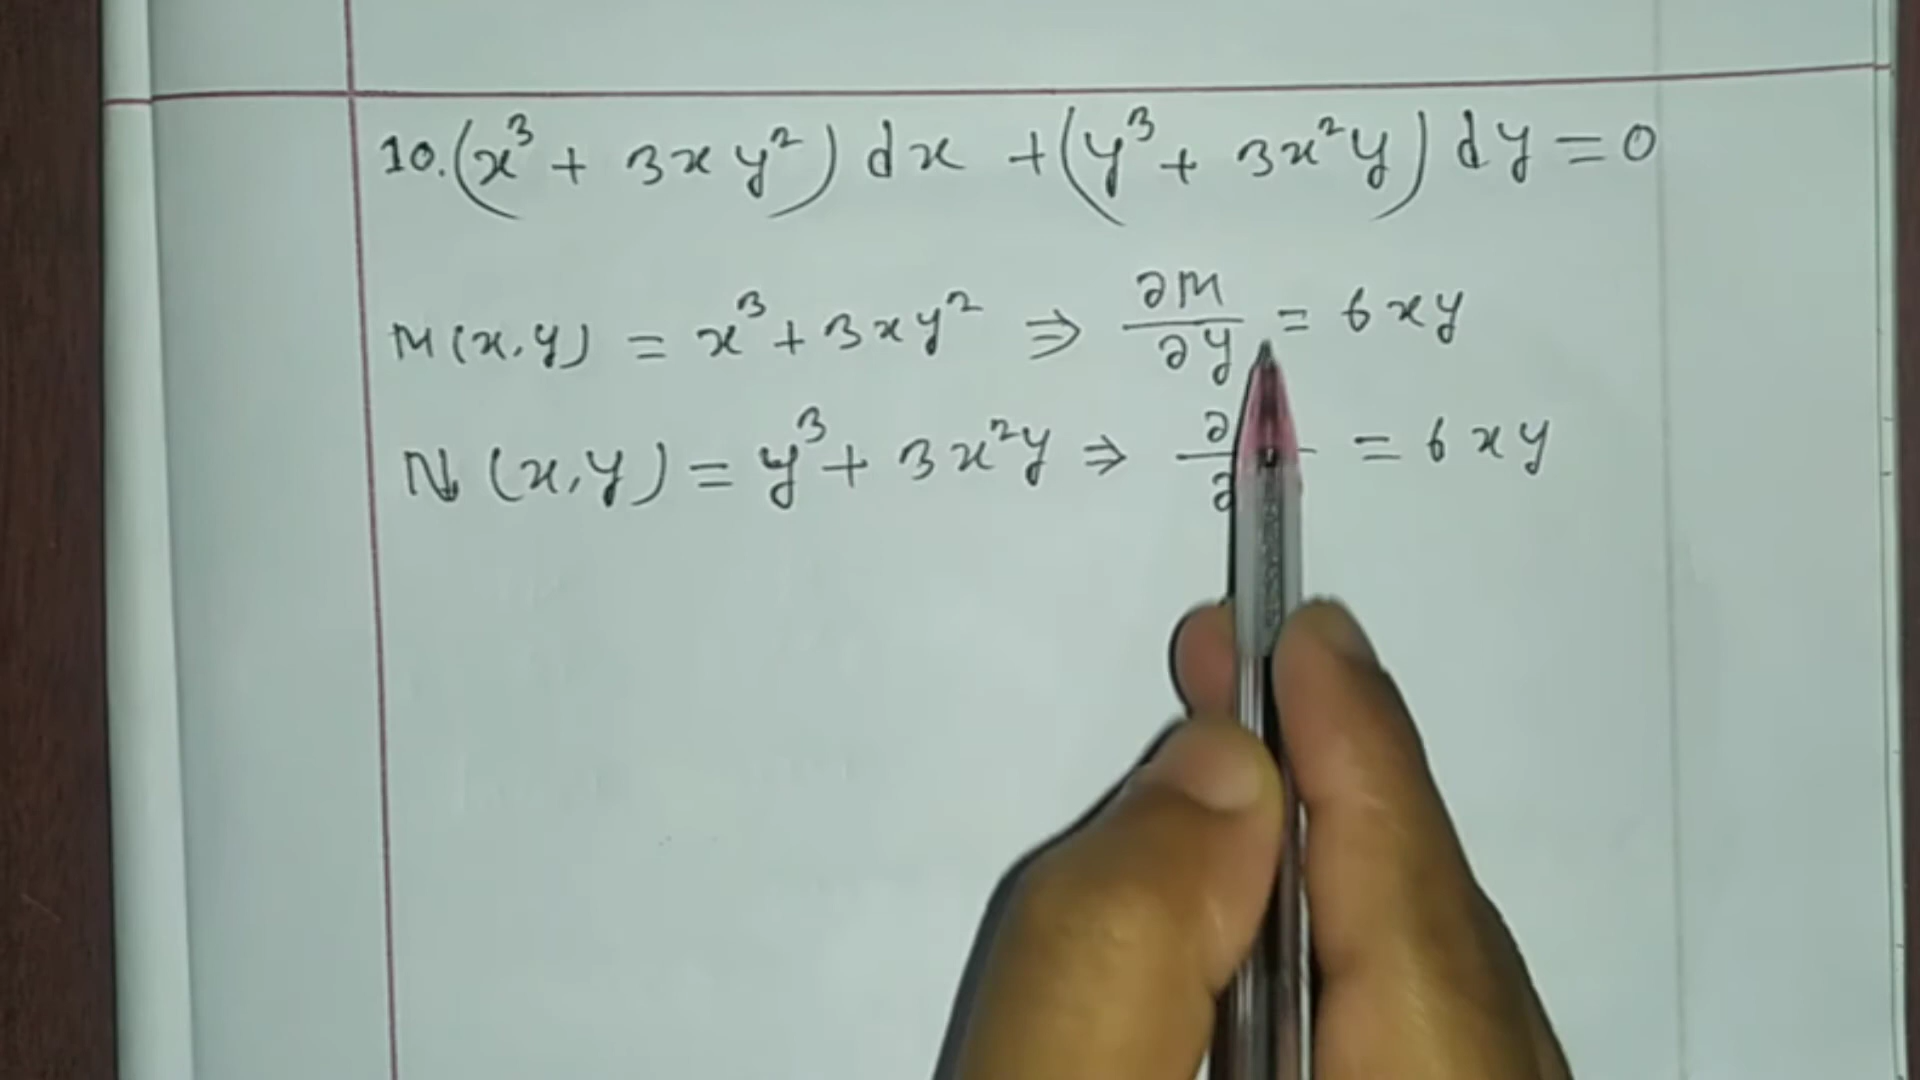 10. (x³ + 3xy²) dx + (y³ + 3x²y) dy = 0
M(x,y) = x³ + 3xy² ⇒ ∂M/∂y = 6xy
N(x,y) = y³ + 3x²y ⇒ ∂ / ∂ = 6xy